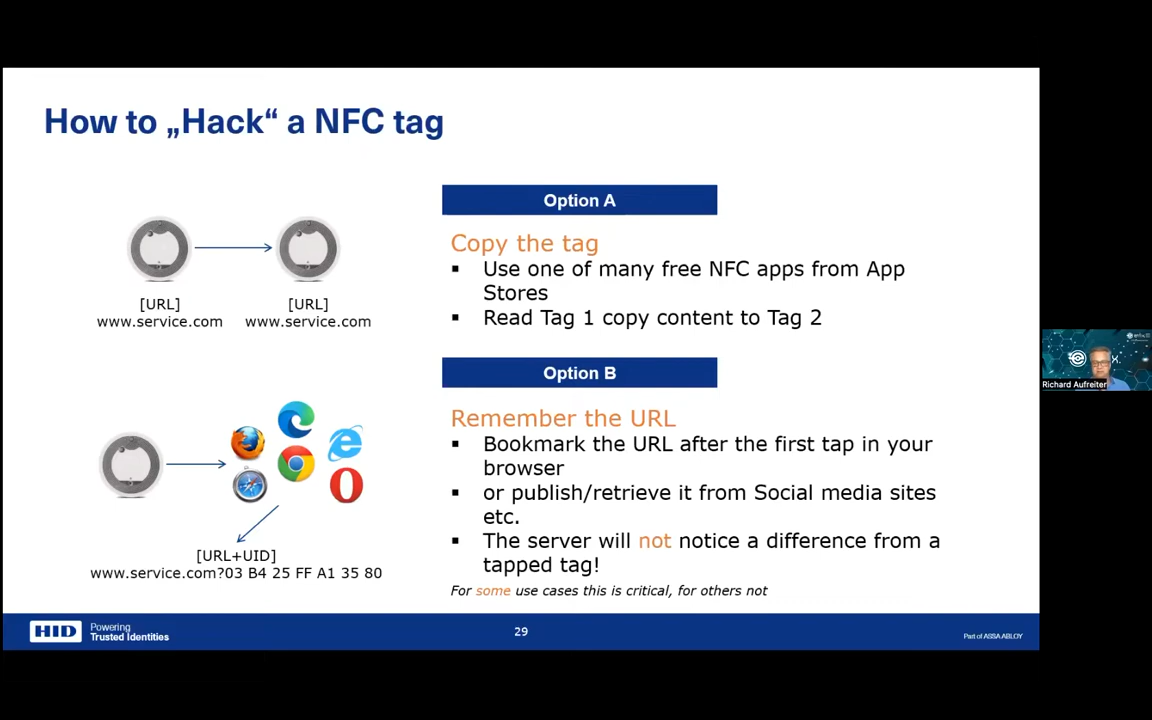 How to „Hack“ a NFC tag
Option A
Copy the tag
▪ Use one of many free NFC apps from App
Stores
▪ Read Tag 1 copy content to Tag 2
[URL]
www.service.com
[URL]
www.service.com
Option B
Remember the URL
▪ Bookmark the URL after the first tap in your
browser
▪ or publish/retrieve it from Social media sites
etc.
▪ The server will not notice a difference from a
tapped tag!
For some use cases this is critical, for others not
[URL+UID]
www.service.com?03 B4 25 FF A1 35 80
HID
Powering
Trusted Identities
29
Part of ASSA ABLOY
Richard Aufreiter